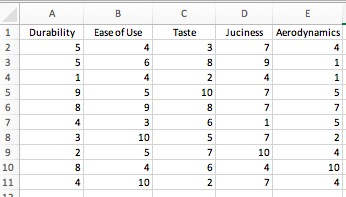 A B C D E
1 Durability Ease of Use Taste Juciness Aerodynamics
2 5 4 3 7 4
3 5 6 8 9 1
4 1 4 2 4 1
5 9 5 10 7 5
6 8 9 8 7 7
7 4 3 6 1 5
8 3 10 5 7 2
9 2 5 7 10 4
10 8 4 6 4 10
11 4 10 2 7 4